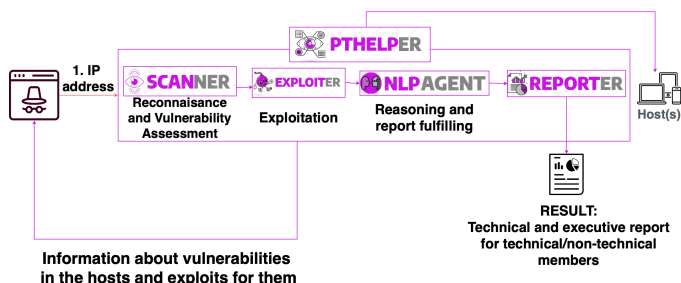 PTHELPER
1. IP
address
SCANNER
EXPLOITER
NLPAGENT
REPORTER
Reconnaisance
and Vulnerability
Assessment
Exploitation
Reasoning and
report fulfilling
Host(s)
RESULT:
Technical and executive report
for technical/non-technical
members
Information about vulnerabilities
in the hosts and exploits for them